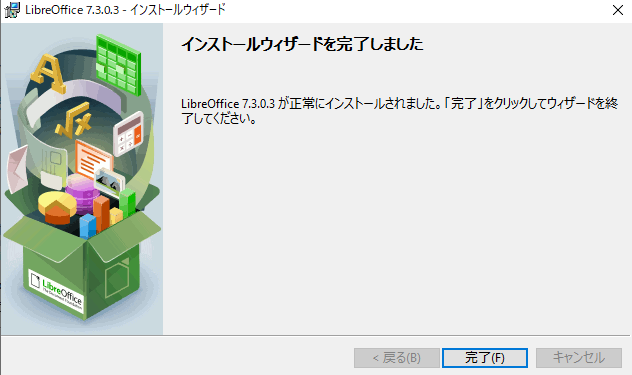 LibreOffice 7.3.0.3 - インストールウィザード
インストールウィザードを完了しました
LibreOffice 7.3.0.3 が正常にインストールされました。「完了」をクリックしてウィザードを終
了してください。
LibreOffice
The Document Foundation
< 戻る(B)
完了(F)
キャンセル